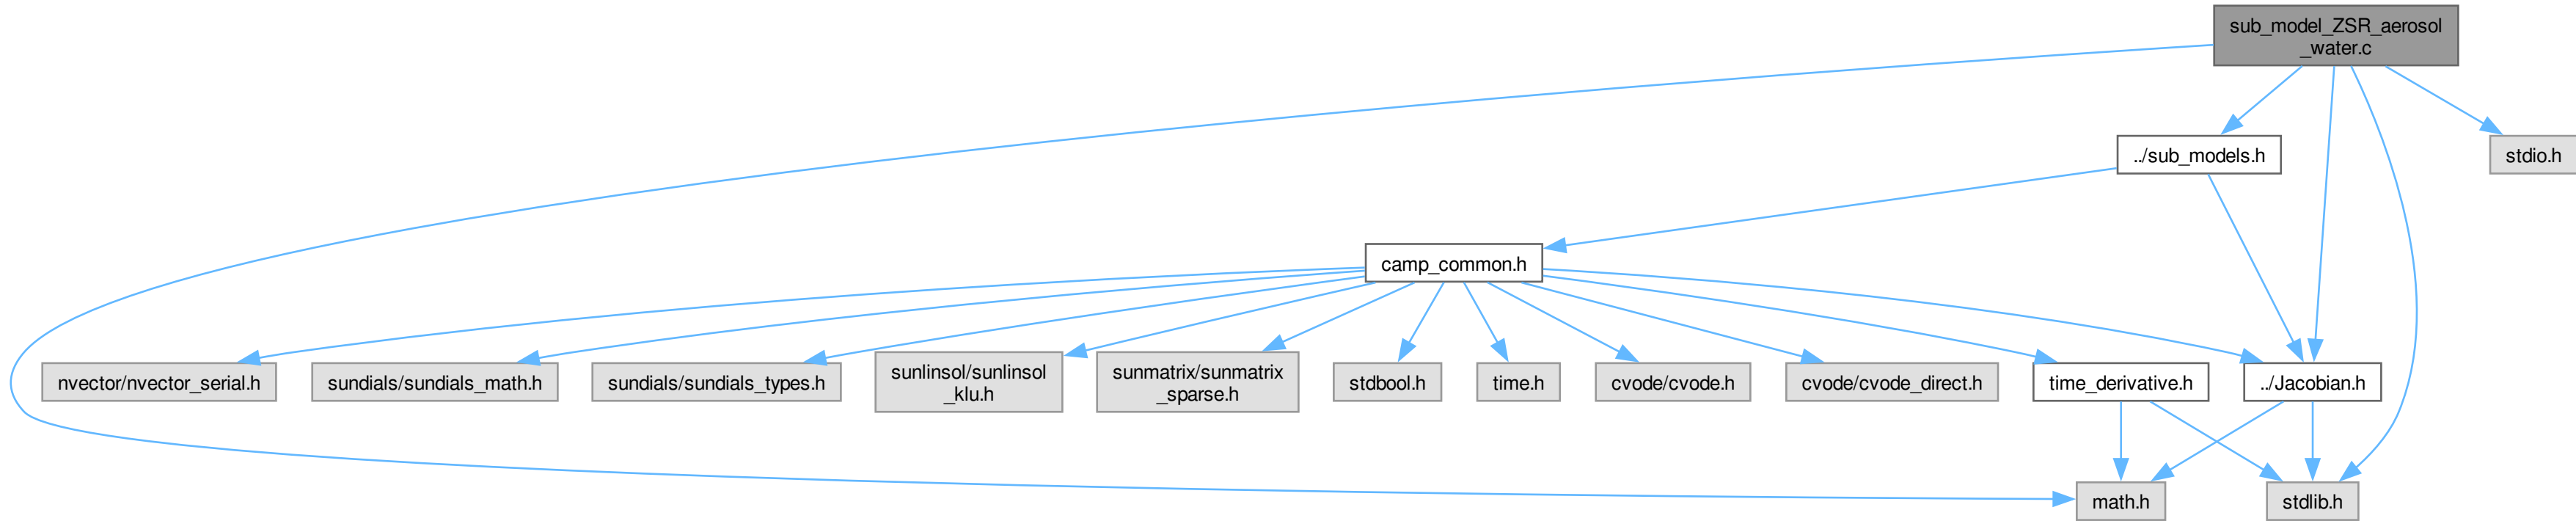 sub_model_ZSR_aerosol
_water.c
../sub_models.h
stdio.h
camp_common.h
nvector/nvector_serial.h
sundials/sundials_math.h
sundials/sundials_types.h
sunlinsol/sunlinsol
_klu.h
sunmatrix/sunmatrix
_sparse.h
stdbool.h
time.h
cvode/cvode.h
cvode/cvode_direct.h
time_derivative.h
../Jacobian.h
math.h
stdlib.h